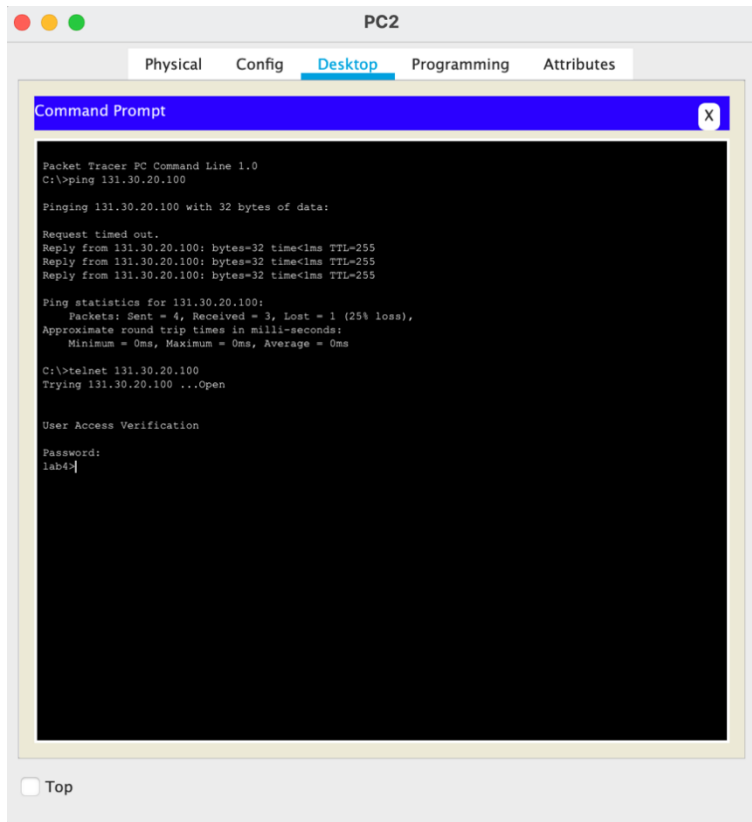 PC2
Physical Config Desktop Programming Attributes
Command Prompt
X
Packet Tracer PC Command Line 1.0
C:\>ping 131.30.20.100
Pinging 131.30.20.100 with 32 bytes of data:
Request timed out.
Reply from 131.30.20.100: bytes=32 time<1ms TTL=255
Reply from 131.30.20.100: bytes=32 time<1ms TTL=255
Reply from 131.30.20.100: bytes=32 time<1ms TTL=255
Ping statistics for 131.30.20.100:
Packets: Sent = 4, Received = 3, Lost = 1 (25% loss),
Approximate round trip times in milli-seconds:
Minimum = 0ms, Maximum = 0ms, Average = 0ms
C:\>telnet 131.30.20.100
Trying 131.30.20.100 ...Open
User Access Verification
Password:
lab4>
Top